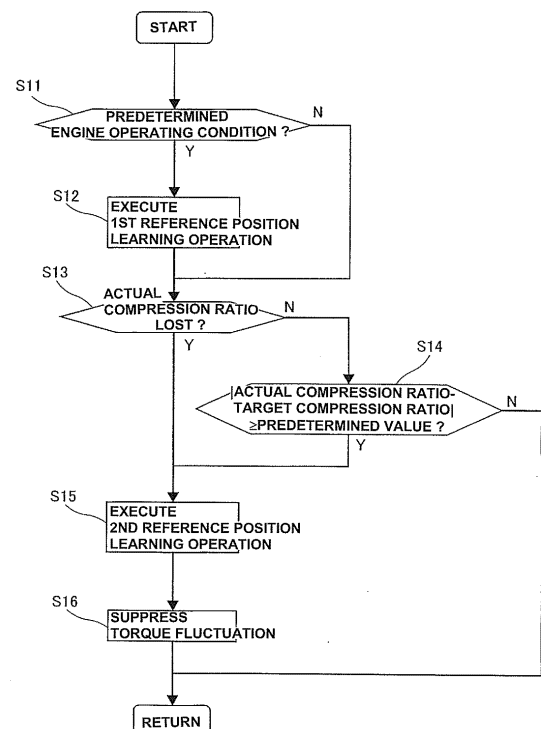 START
S11
PREDETERMINED
ENGINE OPERATING CONDITION ?
N
Y
S12
EXECUTE
1ST REFERENCE POSITION
LEARNING OPERATION
S13
ACTUAL
COMPRESSION RATIO
LOST ?
N
Y
S14
|ACTUAL COMPRESSION RATIO-
TARGET COMPRESSION RATIO|
≥PREDETERMINED VALUE ?
N
Y
S15
EXECUTE
2ND REFERENCE POSITION
LEARNING OPERATION
S16
SUPPRESS
TORQUE FLUCTUATION
RETURN